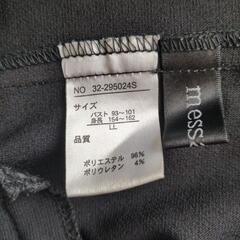 NO 32-295024S
サイズ
バスト 93~101
身長 154~162
LL
品質
ポリエステル 96%
ポリウレタン 4%